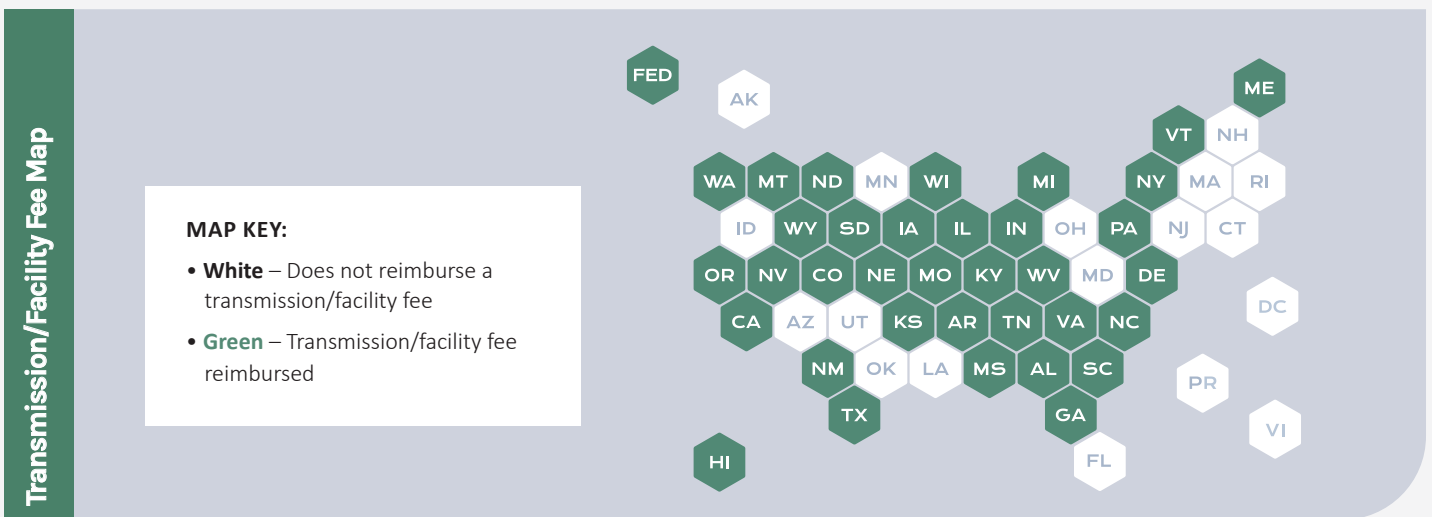 Transmission/Facility Fee Map
MAP KEY:
• White – Does not reimburse a
transmission/facility fee
• Green – Transmission/facility fee
reimbursed
FED
AK
ME
VT NH
WA MT ND MN WI MI NY MA RI
ID WY SD IA IL IN OH PA NJ CT
OR NV CO NE MO KY WV MD DE
DC
CA AZ UT KS AR TN VA NC
NM OK LA MS AL SC
PR
TX GA
VI
HI
FL